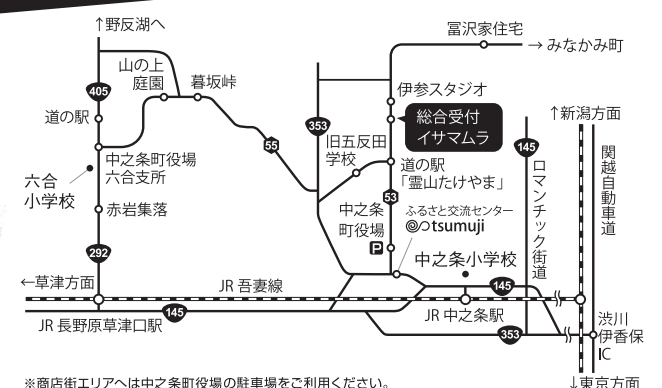 ↑野反湖へ
山の上
庭園
暮坂峠
405
道の駅
中之条町役場
六合支所
六合
小学校
赤岩集落
292
←草津方面
JR 長野原草津口駅
145
JR 吾妻線
55
353
旧五反田
学校
冨沢家住宅
→ みなかみ町
伊参スタジオ
総合受付
イサマムラ
道の駅
「霊山たけやま」
53
中之条
町役場
P
ふるさと交流センター
tsumuji
中之条小学校
145
JR 中之条駅
353
145
ロマンチック街道
↑新潟方面
関越自動車道
渋川
伊香保
IC
↓東京方面
※商店街エリアへは中之条町役場の駐車場をご利用ください。